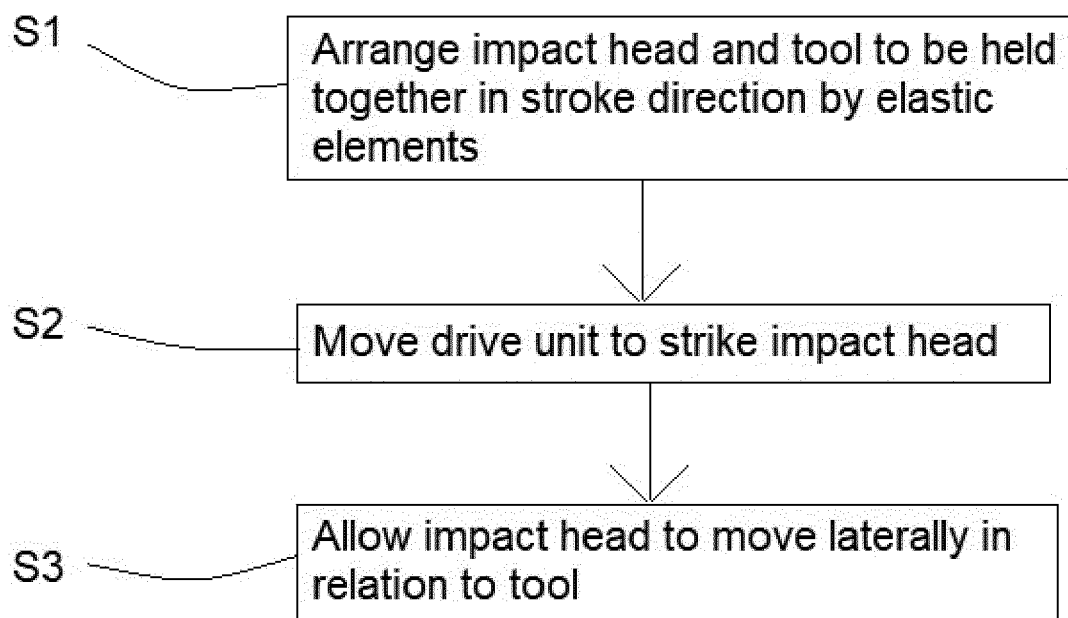 S1
Arrange impact head and tool to be held
together in stroke direction by elastic
elements
S2
Move drive unit to strike impact head
S3
Allow impact head to move laterally in
relation to tool